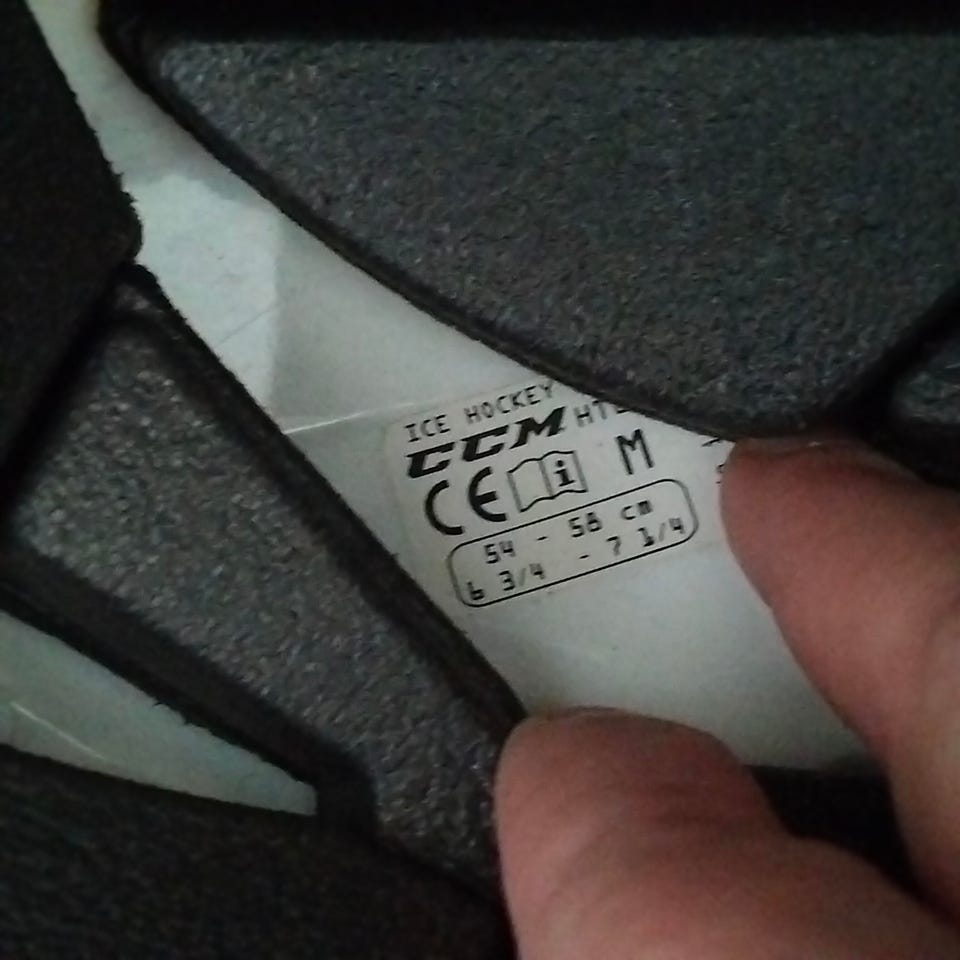 ICE HOCKEY
CCM
CE i M
54 - 58 cm
6 3/4 - 7 1/4